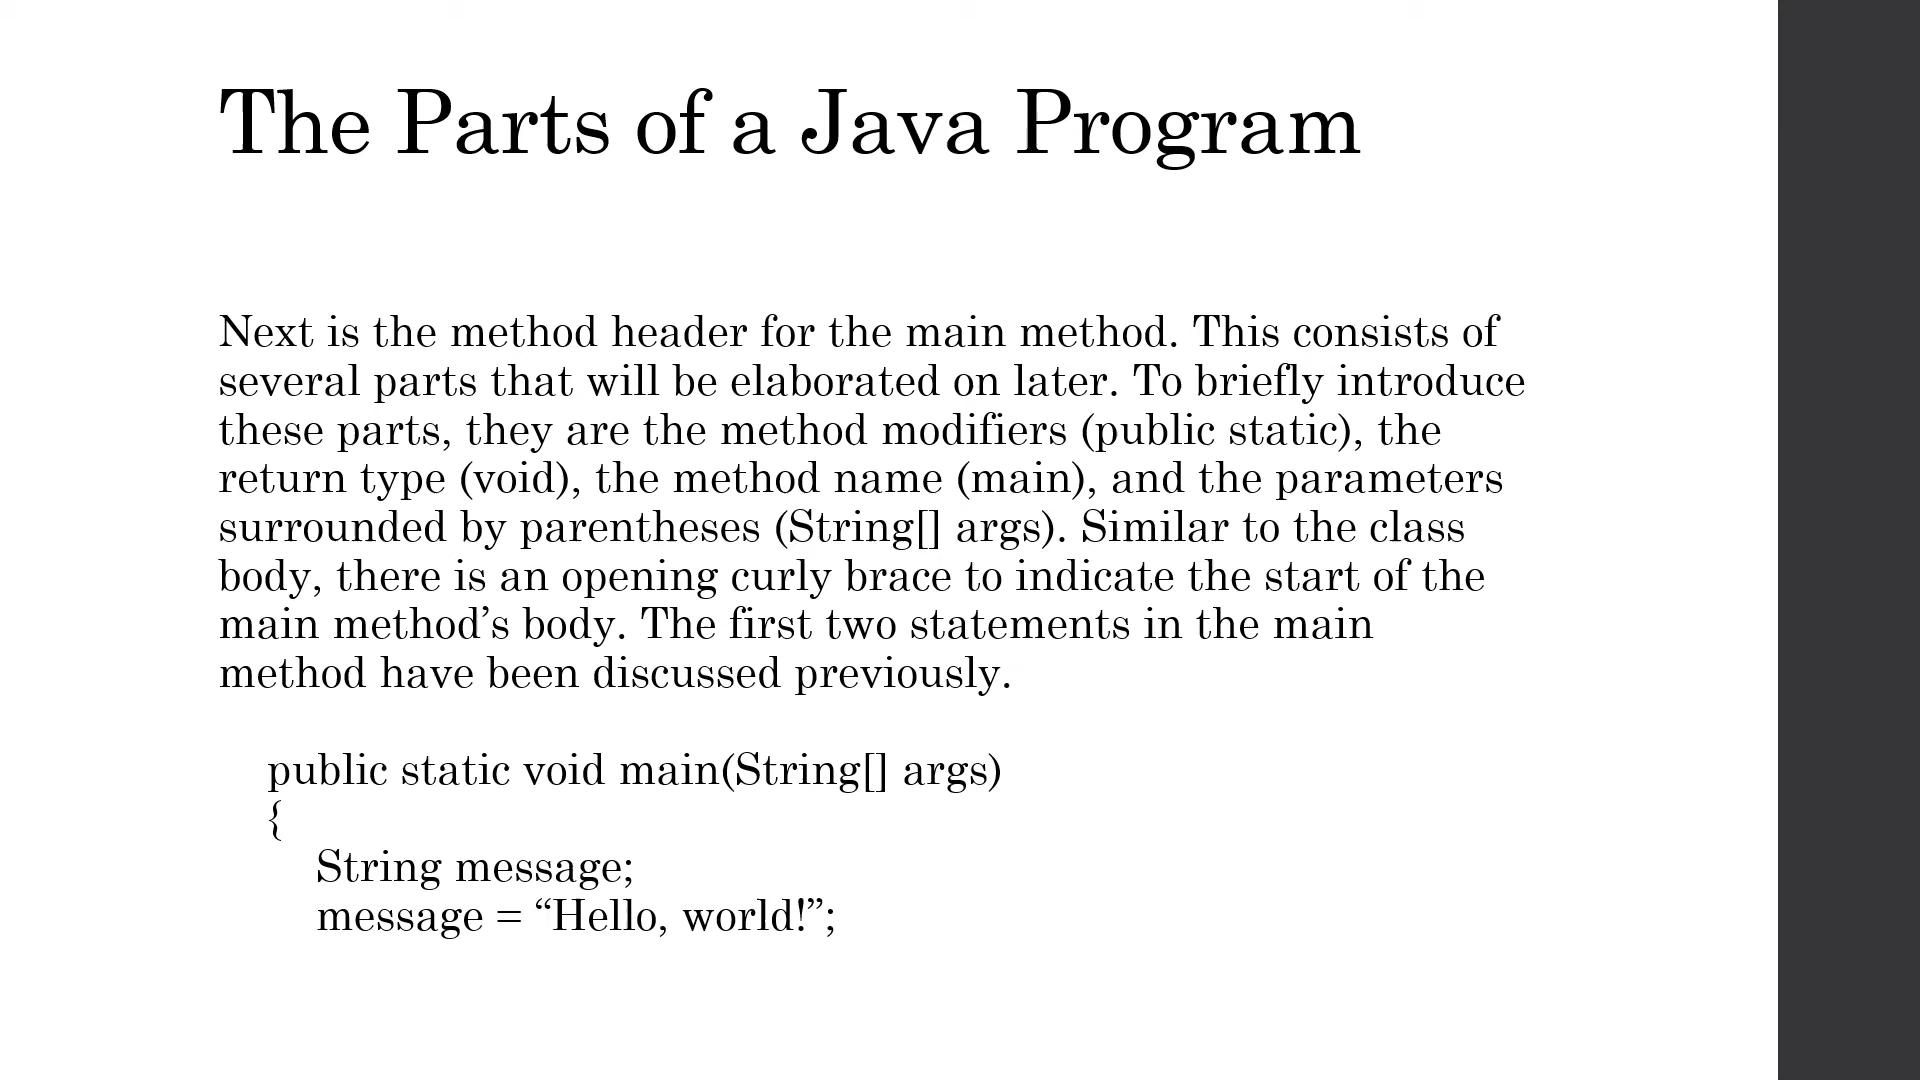 The Parts of a Java Program
Next is the method header for the main method. This consists of
several parts that will be elaborated on later. To briefly introduce
these parts, they are the method modifiers (public static), the
return type (void), the method name (main), and the parameters
surrounded by parentheses (String[] args). Similar to the class
body, there is an opening curly brace to indicate the start of the
main method’s body. The first two statements in the main
method have been discussed previously.
public static void main(String[] args)
{
String message;
message = “Hello, world!”;